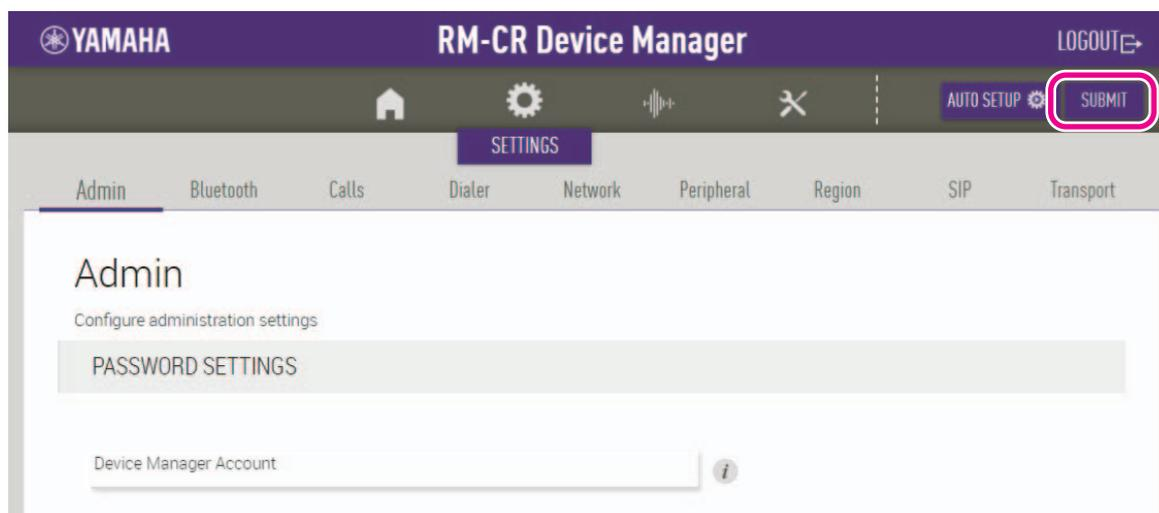 YAMAHA RM-CR Device Manager LOGOUT
AUTO SETUP SUBMIT
SETTINGS
Admin Bluetooth Calls Dialer Network Peripheral Region SIP Transport
Admin
Configure administration settings
PASSWORD SETTINGS
Device Manager Account i